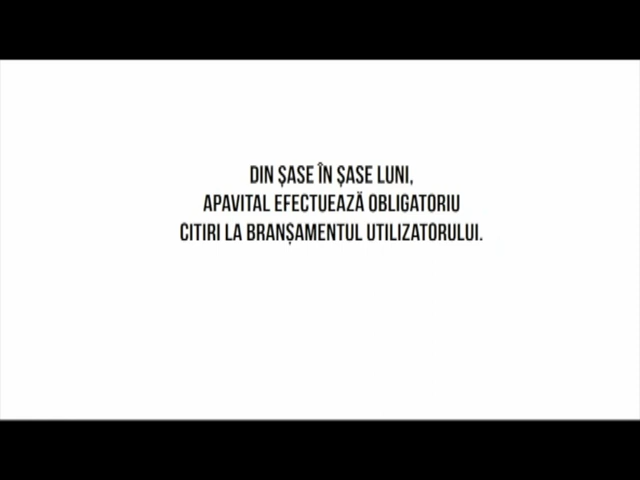 DIN ȘASE ÎN ȘASE LUNI,
APAVITAL EFECTUEAZĂ OBLIGATORIU
CITIRI LA BRANȘAMENTUL UTILIZATORULUI.